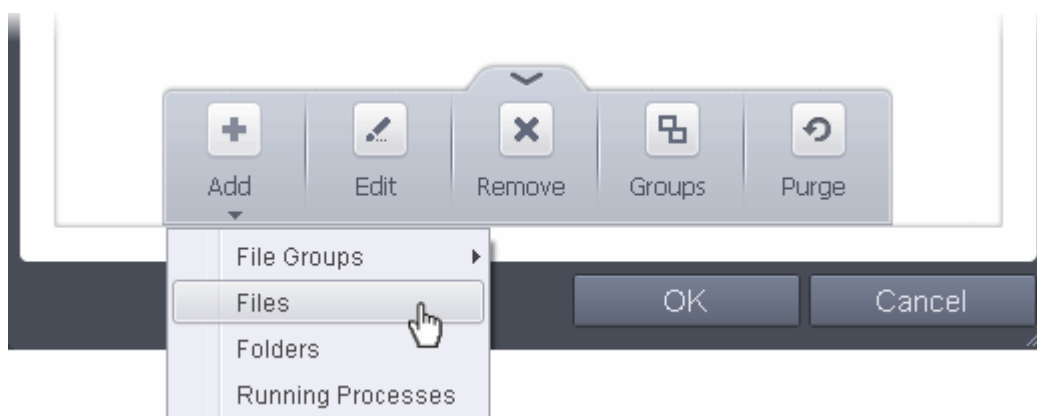 Add Edit Remove Groups Purge
File Groups
Files
Folders
Running Processes
OK Cancel